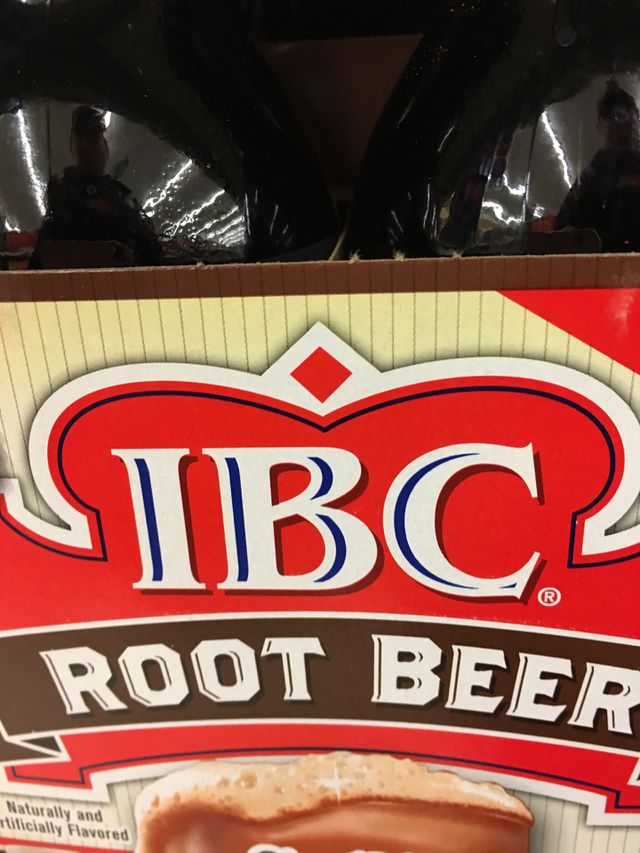 IBC®
ROOT BEER
Naturally and
rtificially Flavored